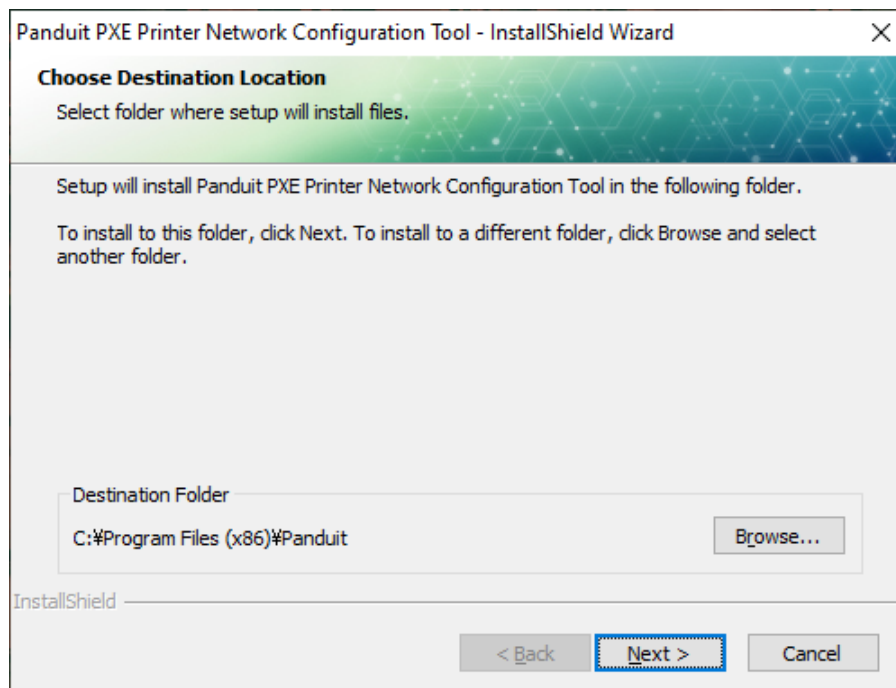 Panduit PXE Printer Network Configuration Tool - InstallShield Wizard
Choose Destination Location
Select folder where setup will install files.
Setup will install Panduit PXE Printer Network Configuration Tool in the following folder.
To install to this folder, click Next. To install to a different folder, click Browse and select
another folder.
Destination Folder
C:¥Program Files (x86)¥Panduit
Browse...
InstallShield
< Back
Next >
Cancel